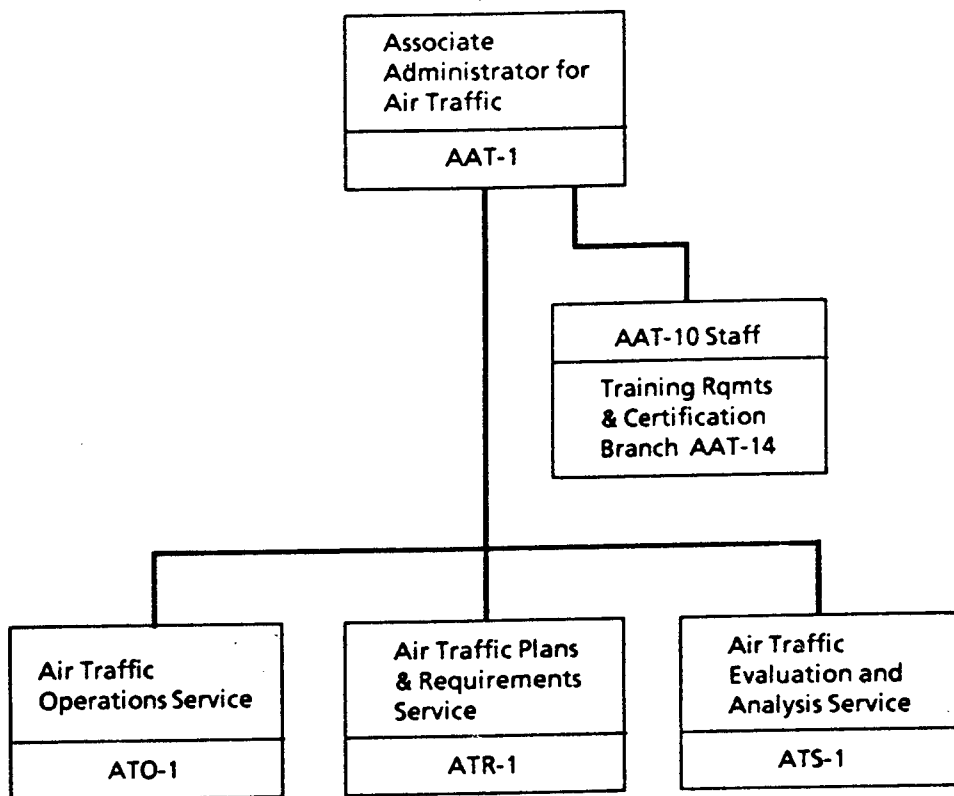 Associate
Administrator for
Air Traffic
AAT-1
AAT-10 Staff
Training Rqmts
& Certification
Branch AAT-14
Air Traffic
Operations Service
ATO-1
Air Traffic Plans
& Requirements
Service
ATR-1
Air Traffic
Evaluation and
Analysis Service
ATS-1